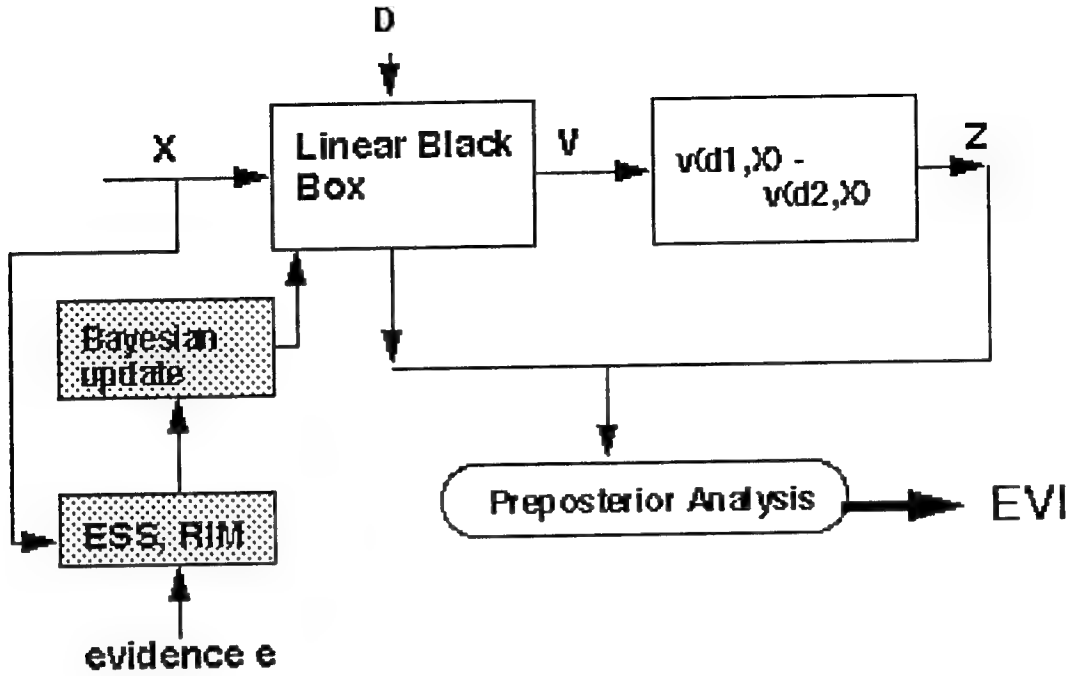 D
X
Linear Black
Box
V
v(d1,X) -
v(d2,X)
Z
Bayesian
update
ESS, RIM
evidence e
Preposterior Analysis
EVI